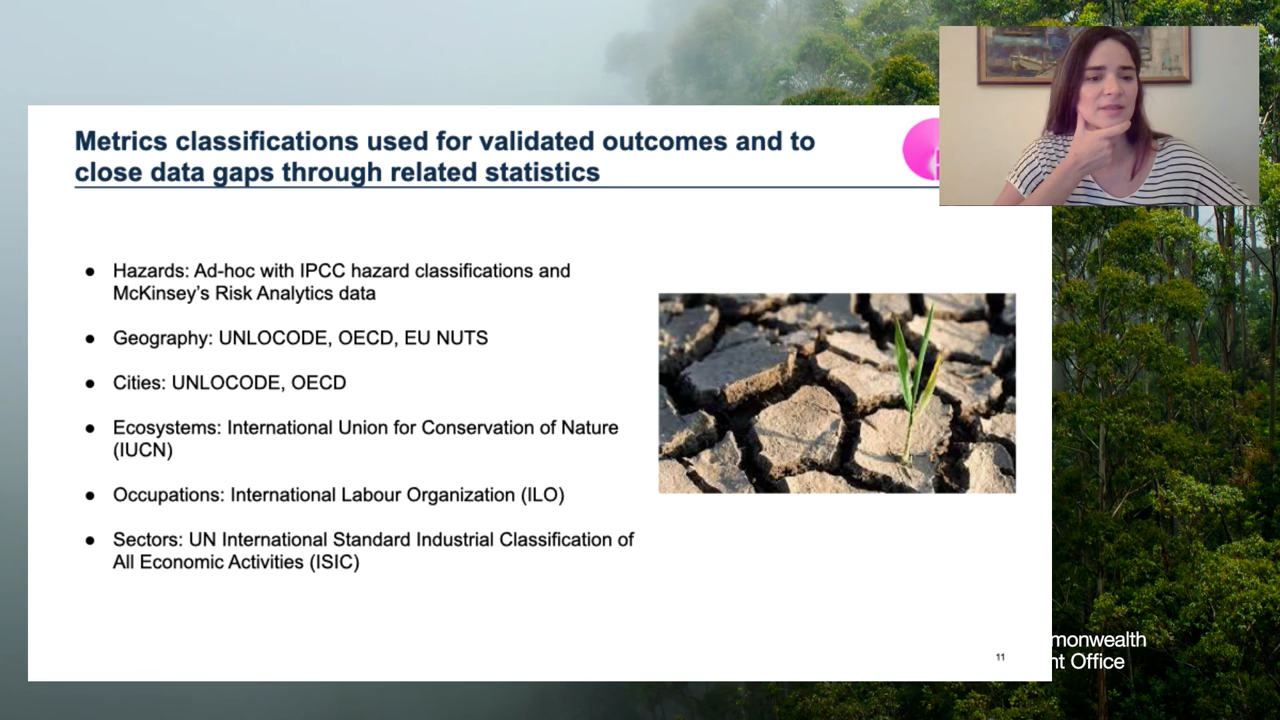 Metrics classifications used for validated outcomes and to
close data gaps through related statistics
● Hazards: Ad-hoc with IPCC hazard classifications and
McKinsey's Risk Analytics data
● Geography: UNLOCODE, OECD, EU NUTS
● Cities: UNLOCODE, OECD
● Ecosystems: International Union for Conservation of Nature
(IUCN)
● Occupations: International Labour Organization (ILO)
● Sectors: UN International Standard Industrial Classification of
All Economic Activities (ISIC)
11
monwealth
nt Office